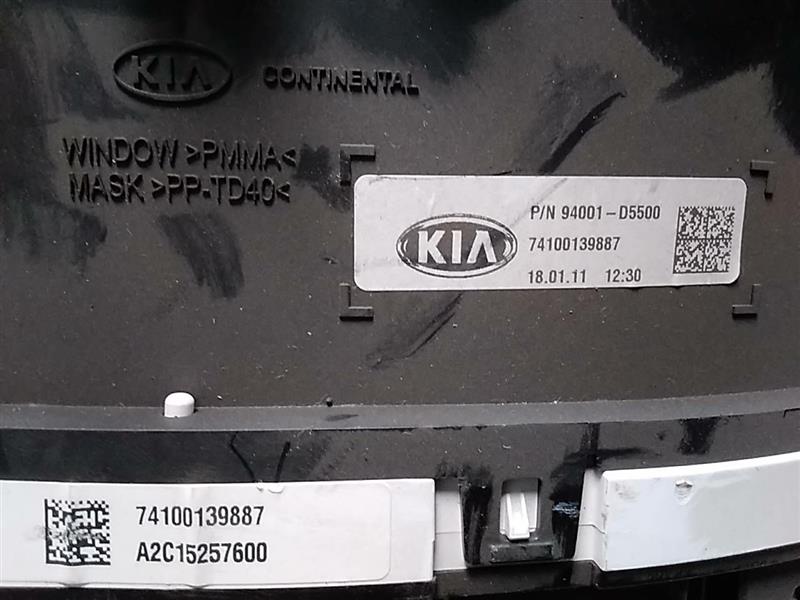 KIA CONTINENTAL
WINDOW >PMMA<
MASK >PP-TD40<
KIA
P/N 94001-D5500
74100139887
18.01.11 12:30
74100139887
A2C15257600